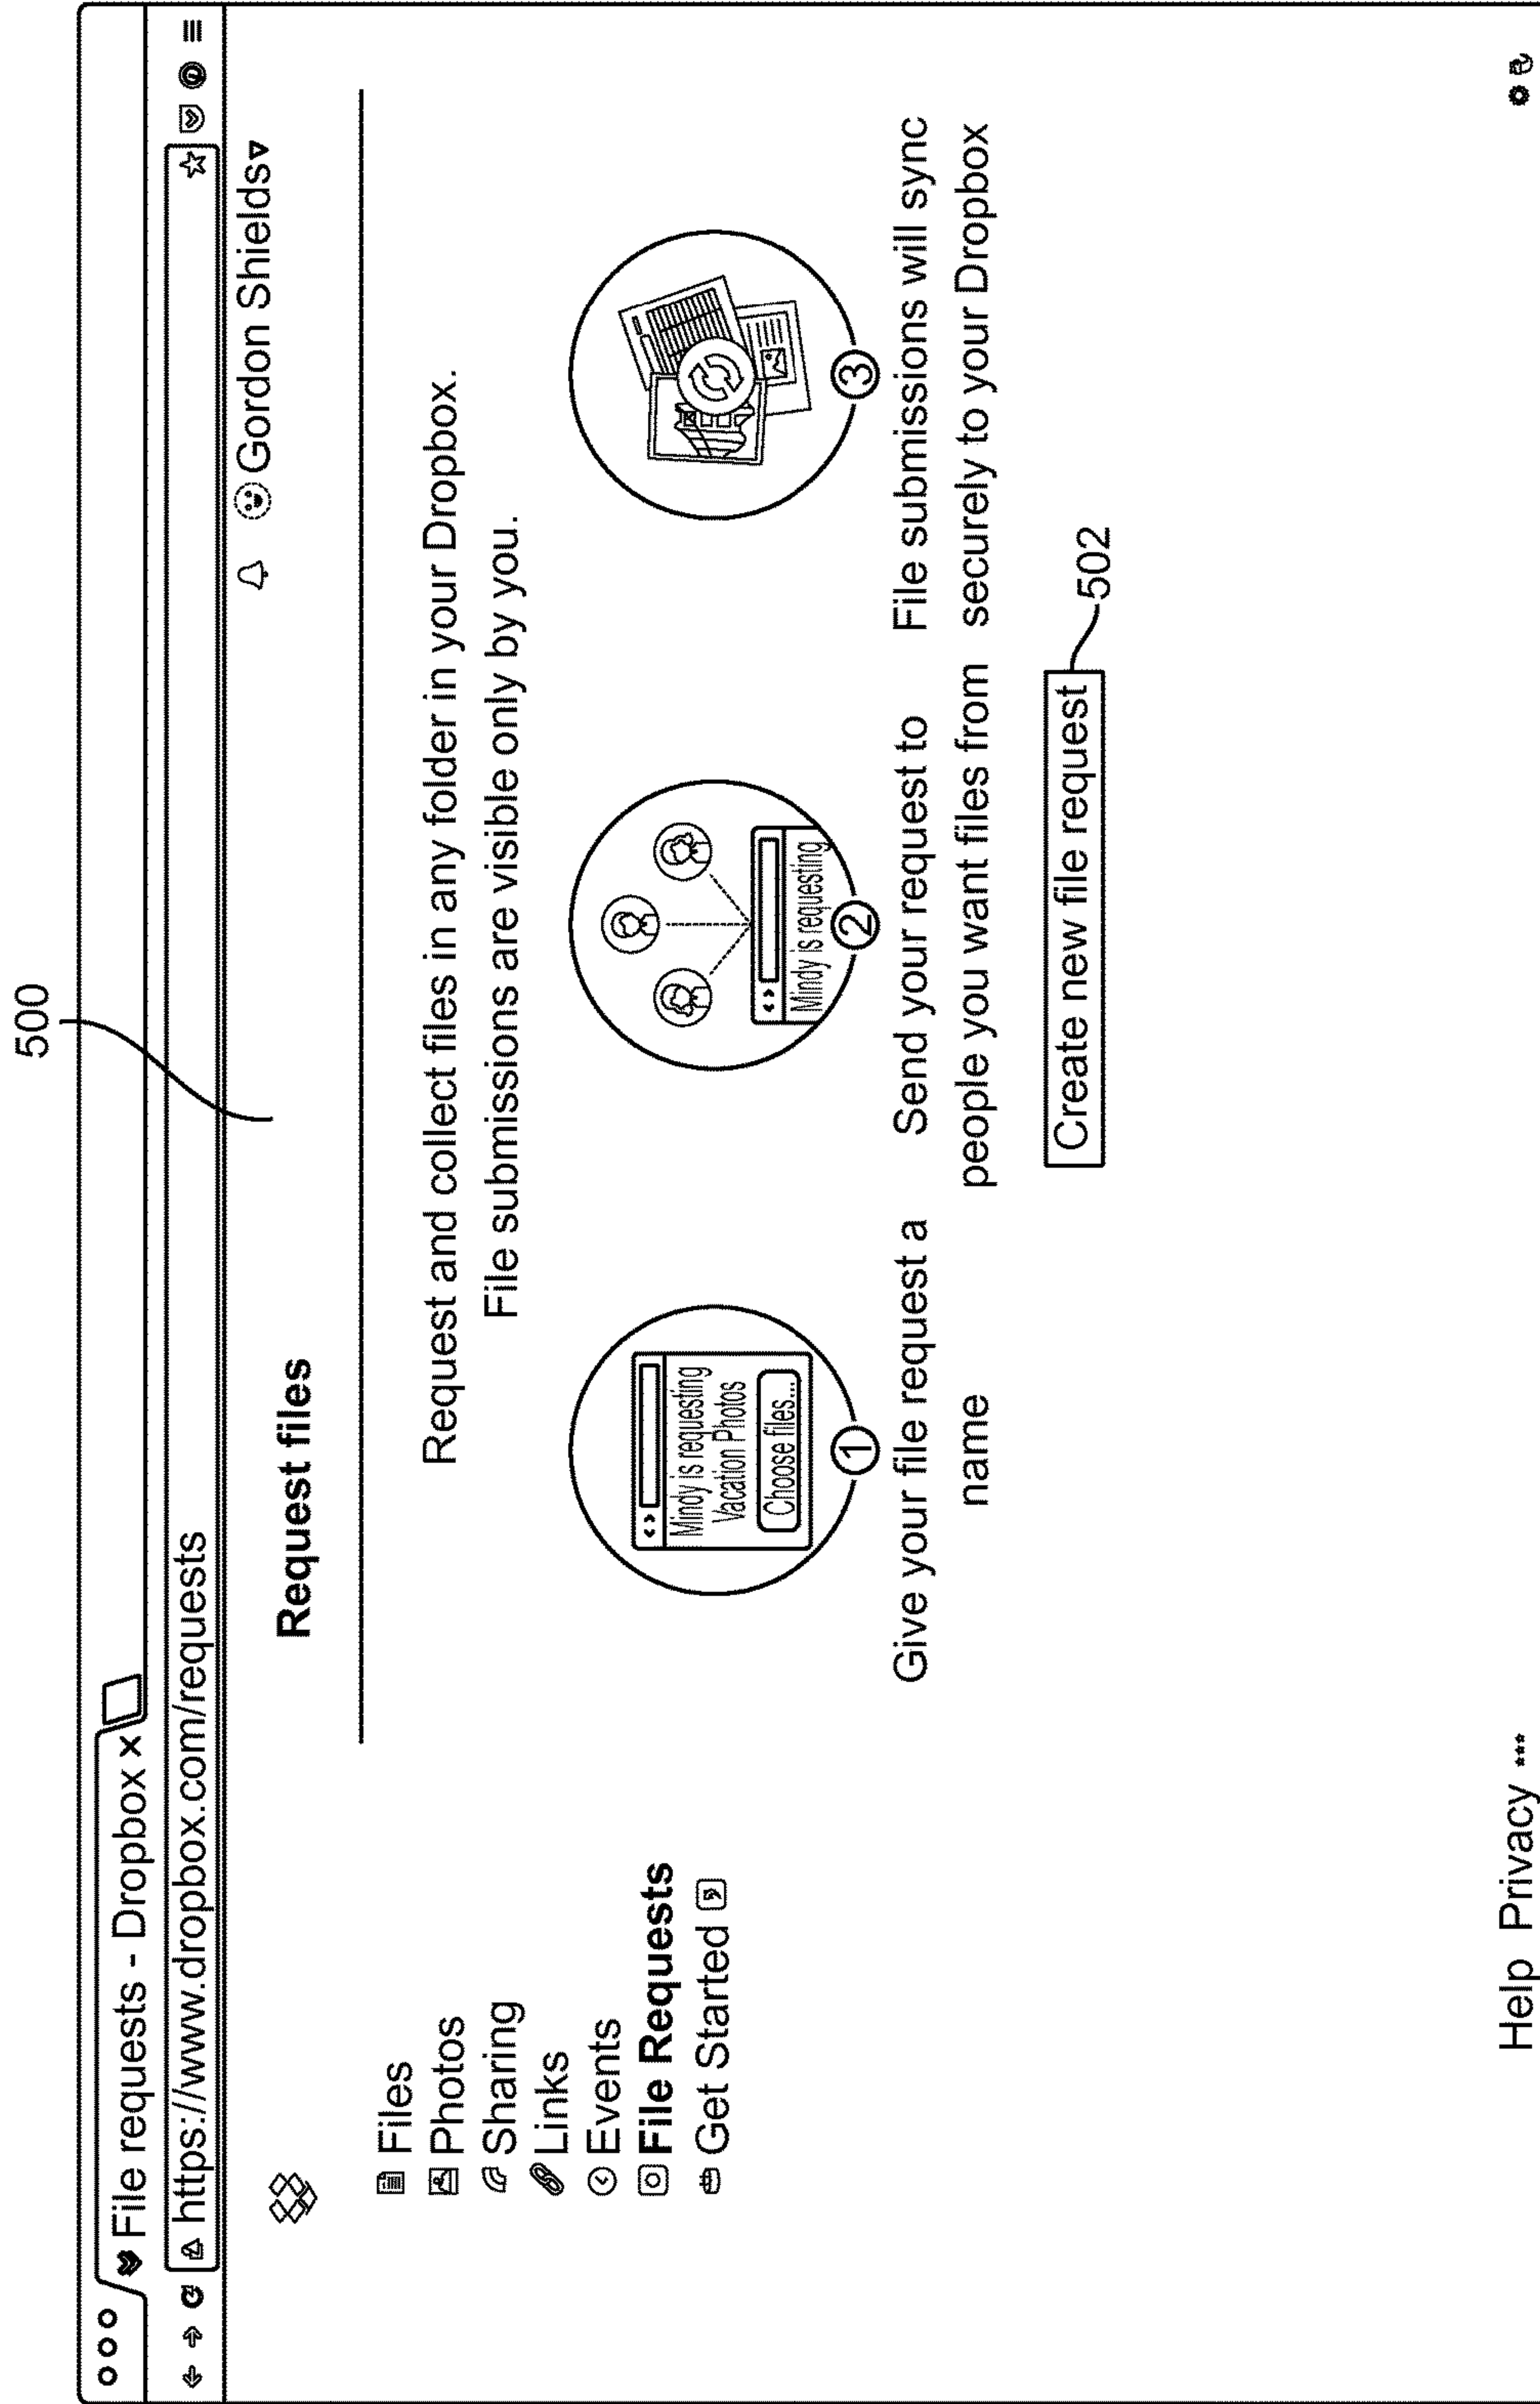 500
File requests - Dropbox x
https://www.dropbox.com/requests
Gordon Shields
Request files
Files
Photos
Sharing
Links
Events
File Requests
Get Started
Request and collect files in any folder in your Dropbox.
File submissions are visible only by you.
Mindy is requesting
Vacation Photos
Choose files...
1
Give your file request a
name
Mindy is requesting
2
Send your request to
people you want files from
3
File submissions will sync
securely to your Dropbox
Create new file request
502
Help Privacy